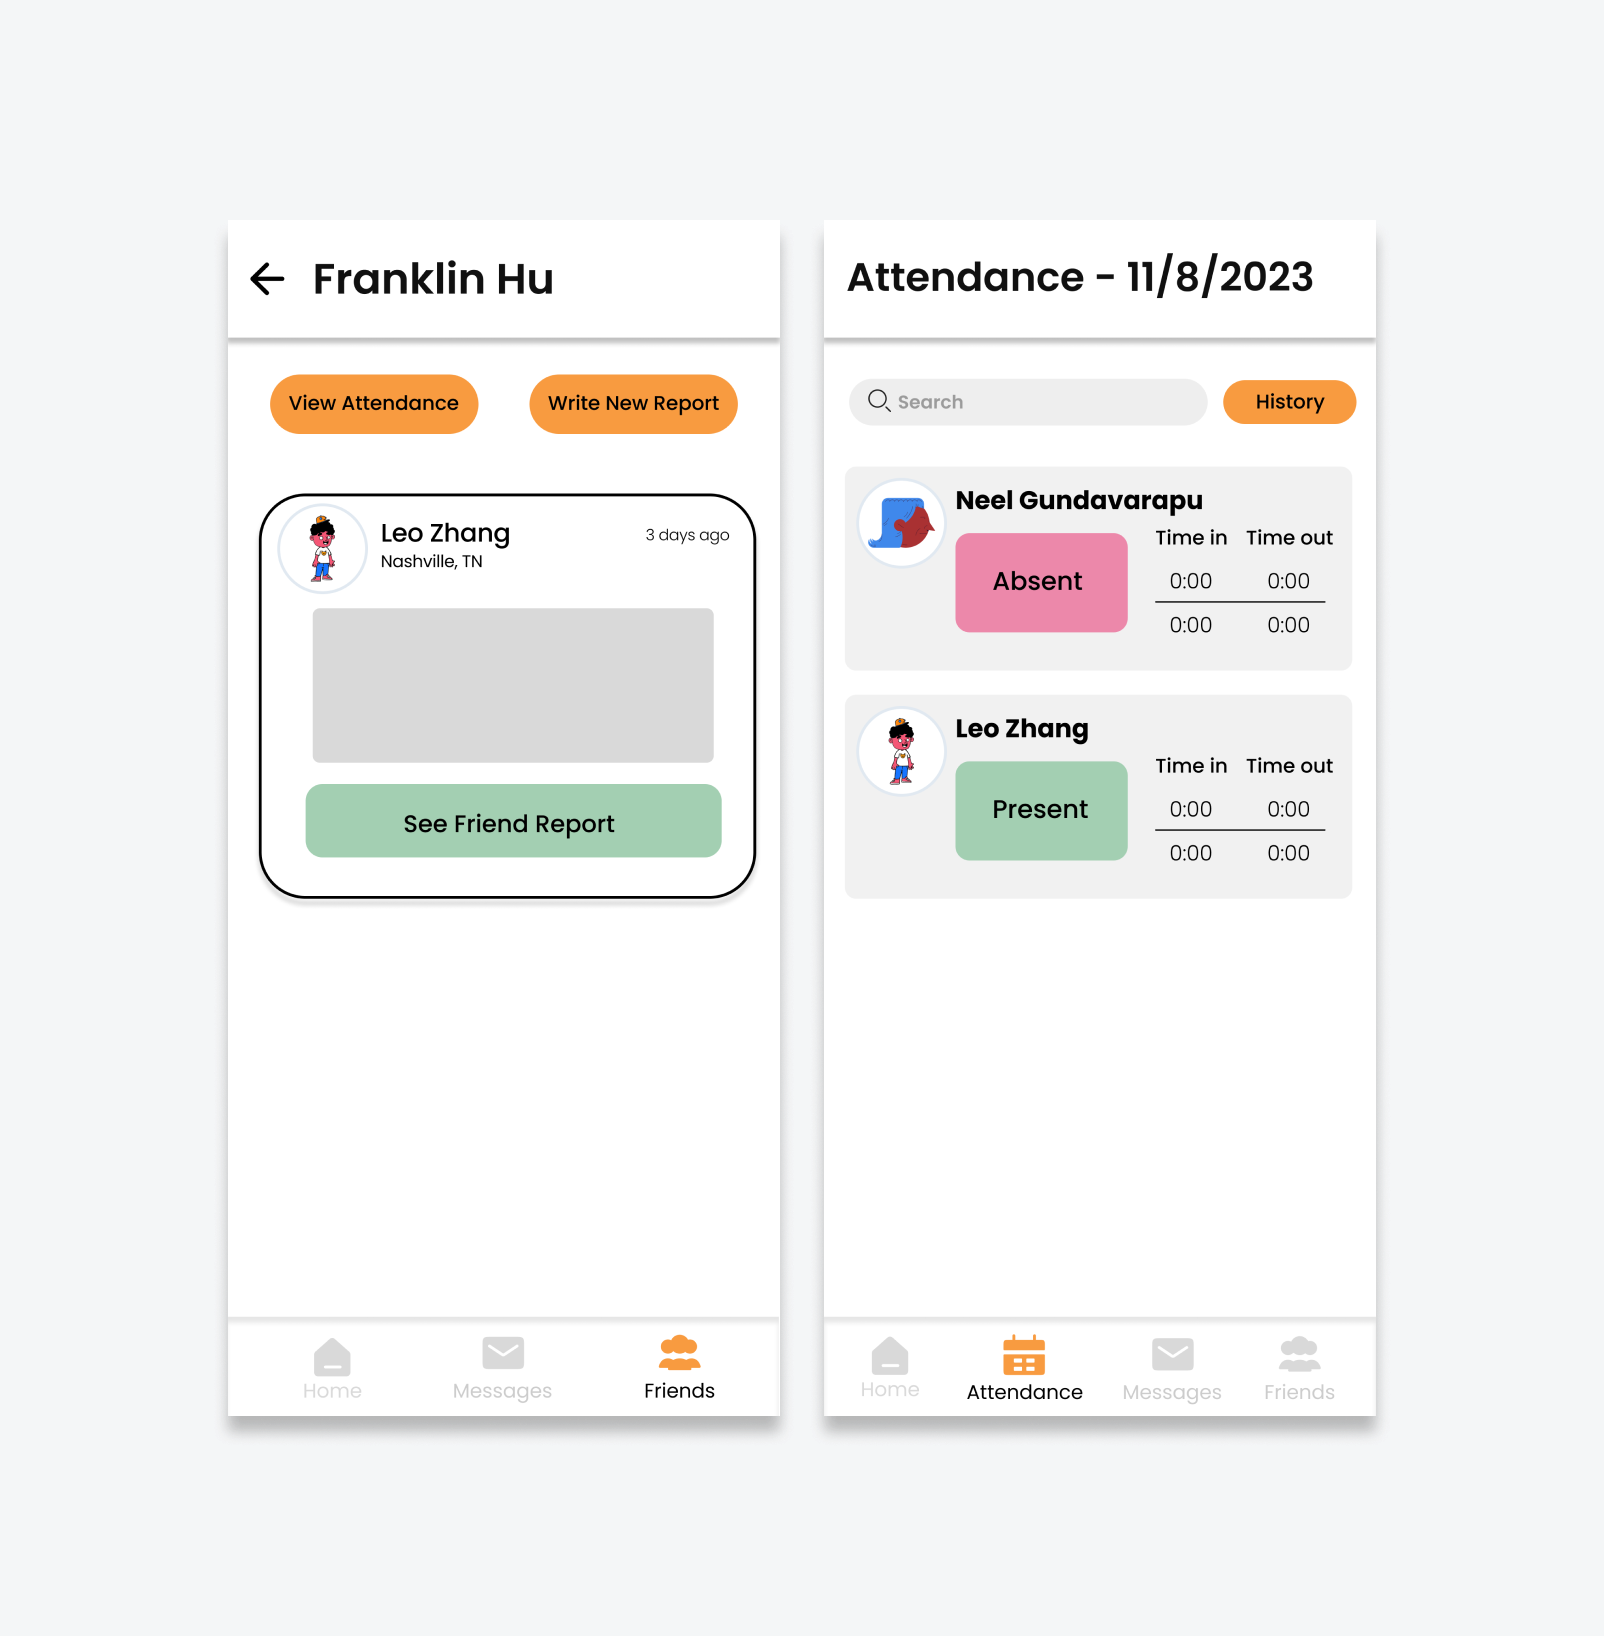 Franklin Hu
View Attendance
Write New Report
Leo Zhang
3 days ago
Nashville, TN
See Friend Report
Home
Messages
Friends
Attendance - 11/8/2023
Search
History
Neel Gundavarapu
Absent
Time in Time out
0:00 0:00
0:00 0:00
Leo Zhang
Present
Time in Time out
0:00 0:00
0:00 0:00
Home
Attendance
Messages
Friends